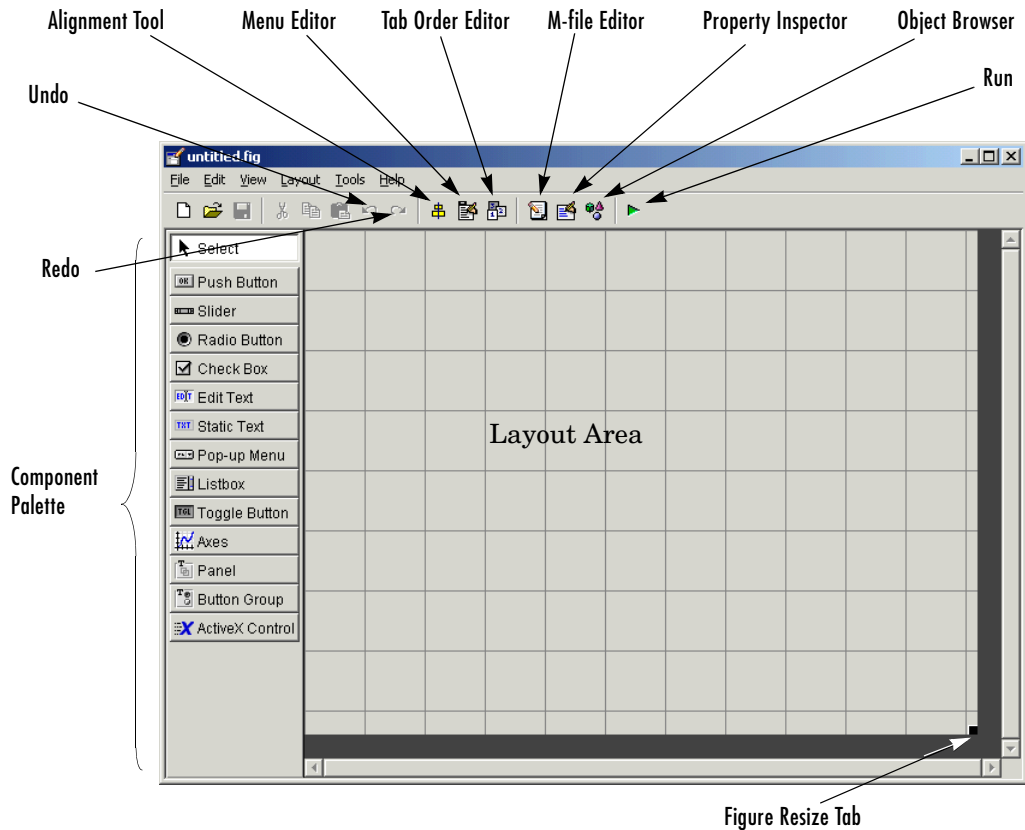 Alignment Tool
Menu Editor
Tab Order Editor
M-file Editor
Property Inspector
Object Browser
Undo
Run
untitled.fig
File Edit View Layout Tools Help
Redo
Select
Push Button
Slider
Radio Button
Check Box
Edit Text
Static Text
Pop-up Menu
Listbox
Toggle Button
Axes
Panel
Button Group
ActiveX Control
Component
Palette
Layout Area
Figure Resize Tab